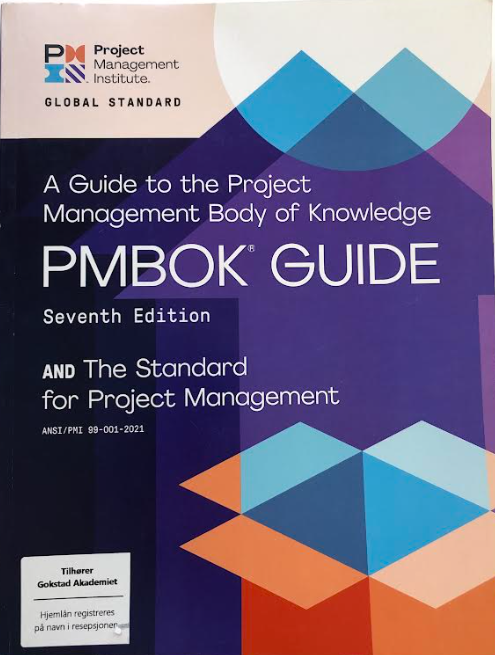 Project
Management
Institute.
GLOBAL STANDARD
A Guide to the Project
Management Body of Knowledge
PMBOK® GUIDE
Seventh Edition
AND The Standard
for Project Management
ANSI/PMI 99-001-2021
Tilhører
Gokstad Akademiet
Hjemlån registreres
på navn i resepsjonen